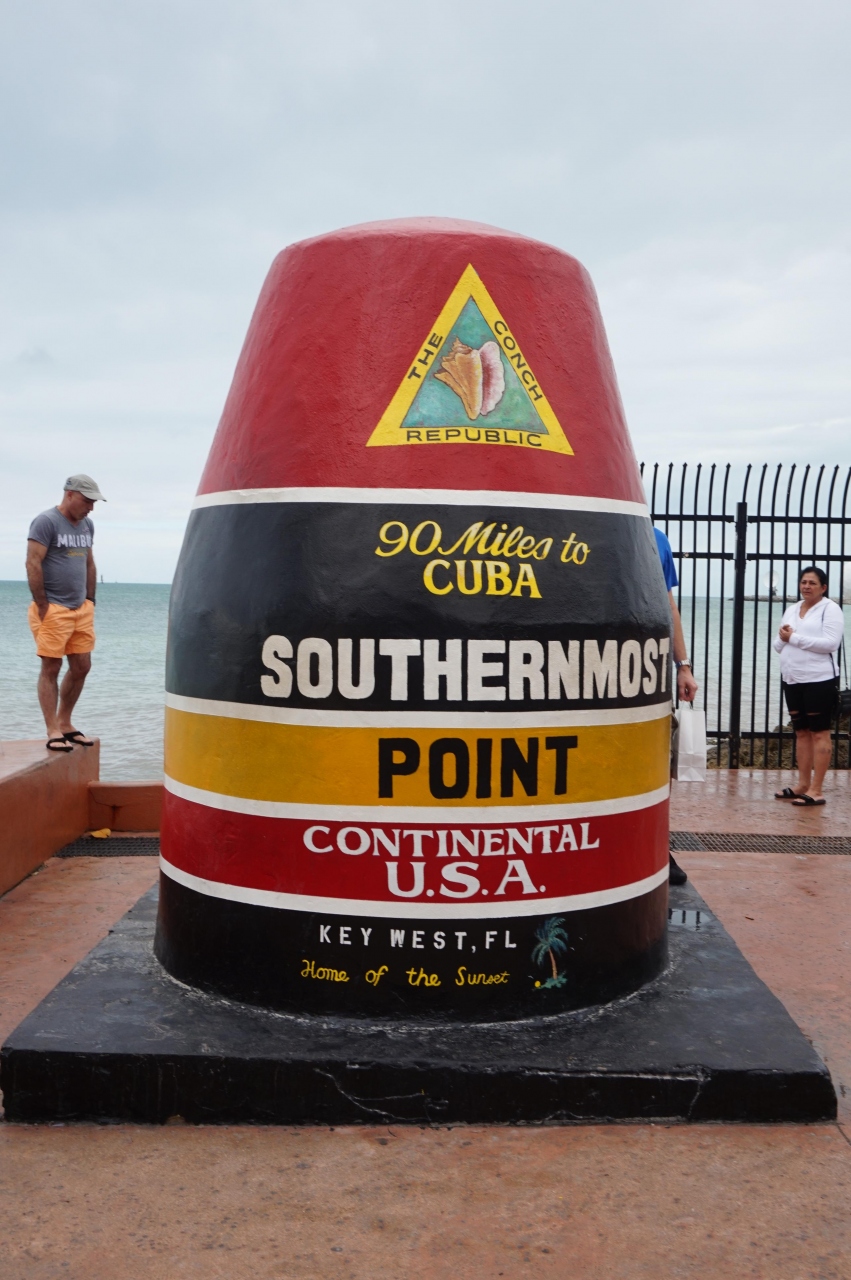 THE CONCH
REPUBLIC
90 Miles to
CUBA
SOUTHERNMOST
POINT
CONTINENTAL
U.S.A.
KEY WEST, FL
Home of the Sunset
MALIBU